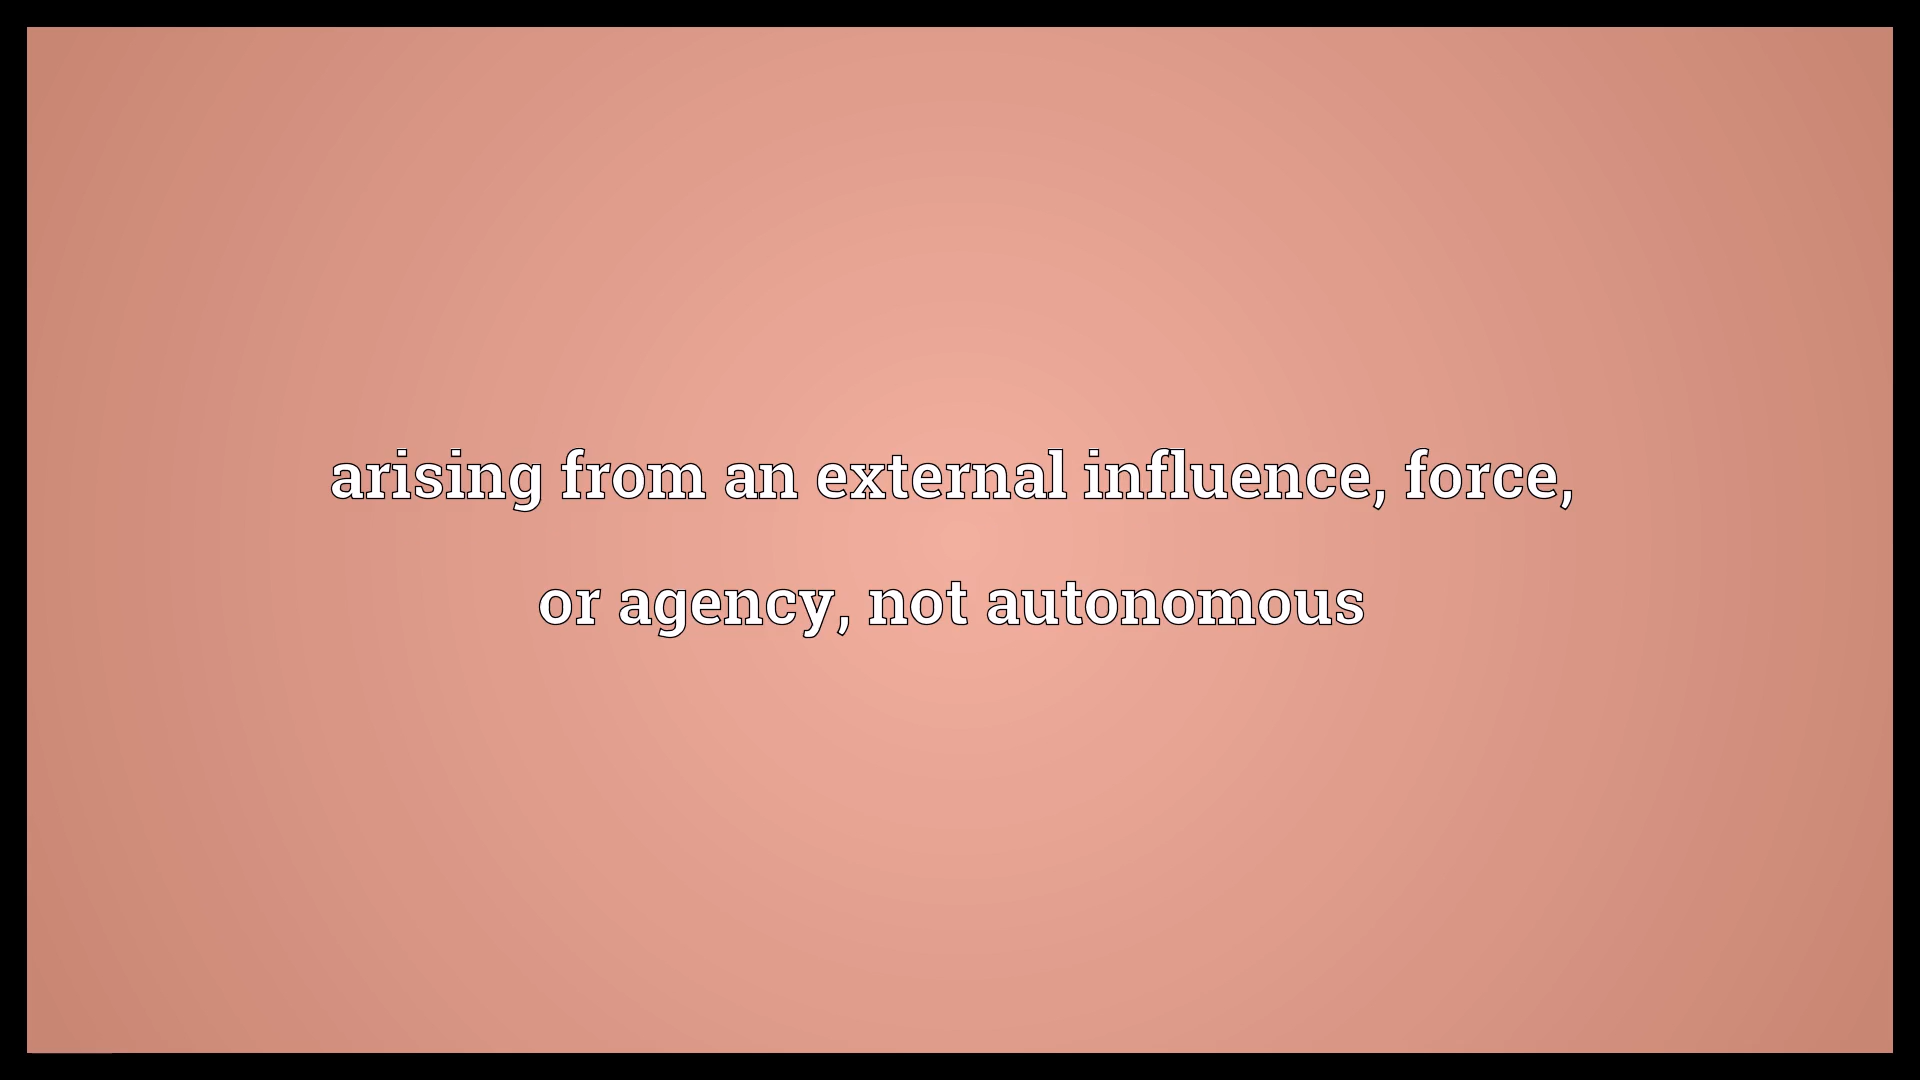 arising from an external influence, force,
or agency, not autonomous